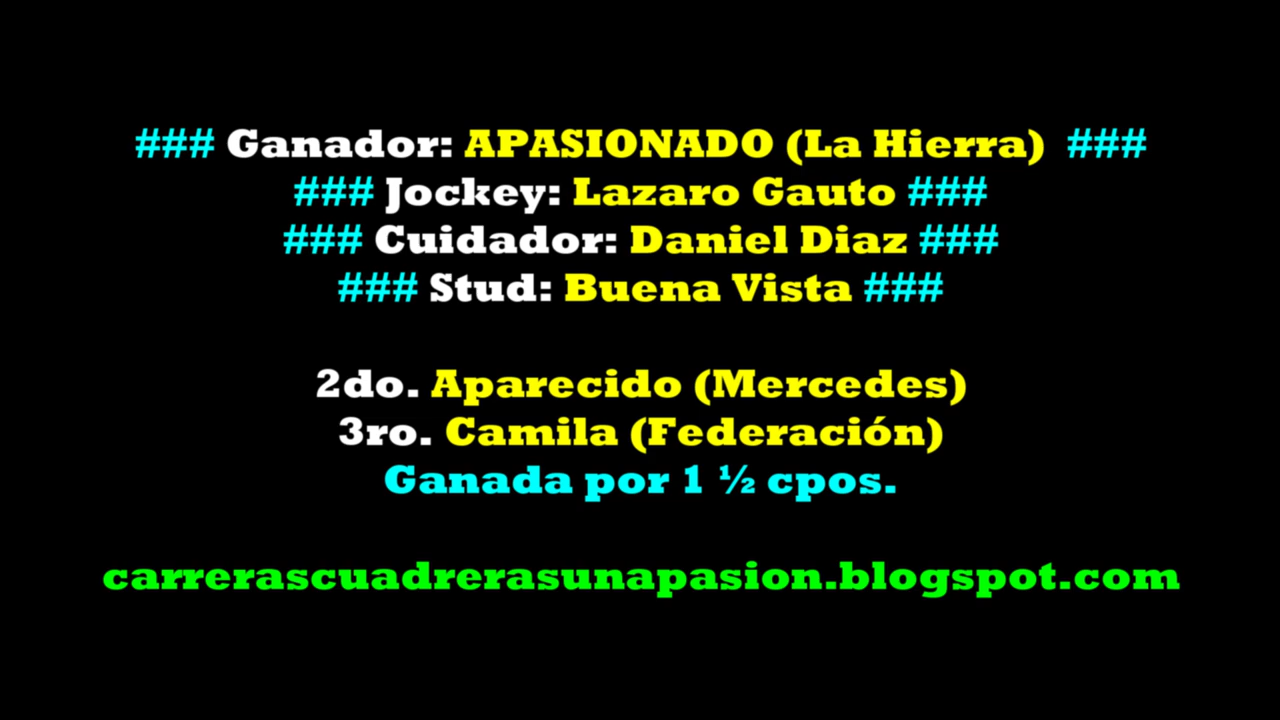 ### Ganador: APASIONADO (La Hierra) ###
### Jockey: Lazaro Gauto ###
### Cuidador: Daniel Diaz ###
### Stud: Buena Vista ###
2do. Aparecido (Mercedes)
3ro. Camila (Federación)
Ganada por 1 ½ cpos.
carrerascuadrerasunapasion.blogspot.com